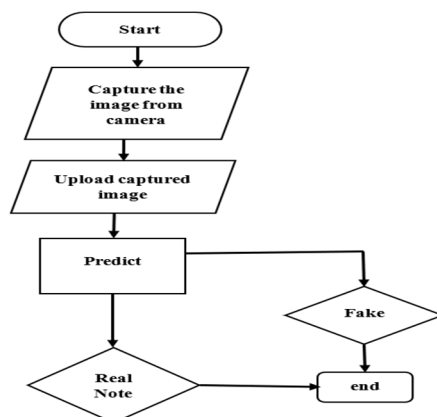 Start
Capture the
image from
camera
Upload captured
image
Predict
Fake
Real
Note
end